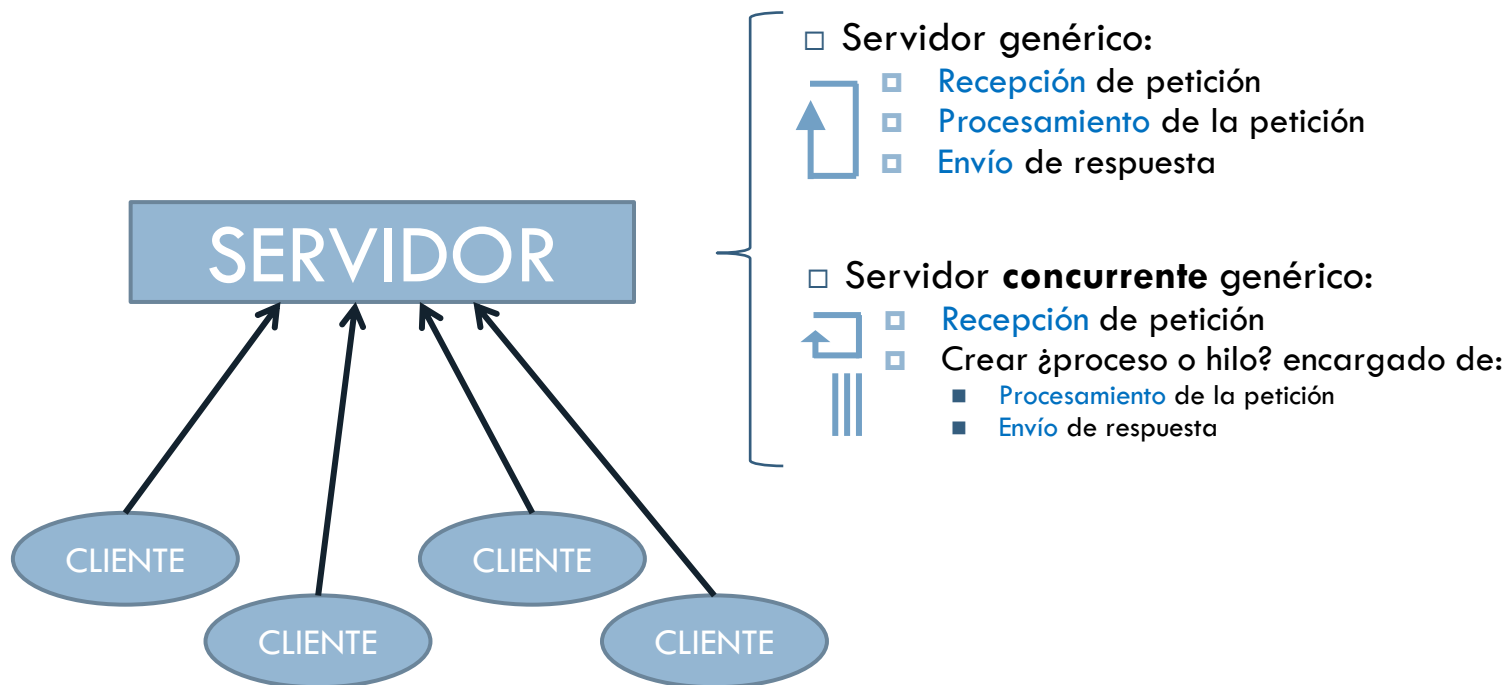 Servidor genérico:
Recepción de petición
Procesamiento de la petición
Envío de respuesta
SERVIDOR
Servidor concurrente genérico:
Recepción de petición
Crear ¿proceso o hilo? encargado de:
Procesamiento de la petición
Envío de respuesta
CLIENTE
CLIENTE
CLIENTE
CLIENTE